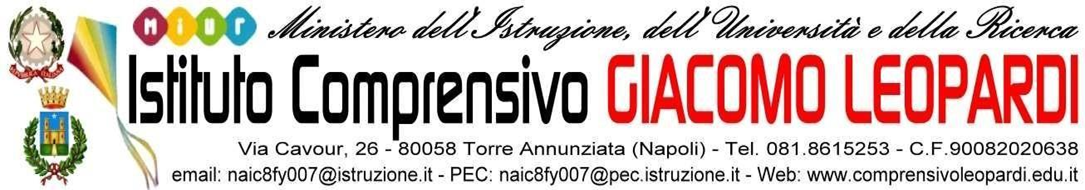 miur Ministero dell'Istruzione, dell'Università e della Ricerca
Istituto Comprensivo GIACOMO LEOPARDI
Via Cavour, 26 - 80058 Torre Annunziata (Napoli) - Tel. 081.8615253 - C.F.90082020638
email: naic8fy007@istruzione.it - PEC: naic8fy007@pec.istruzione.it - Web: www.comprensivoleopardi.edu.it